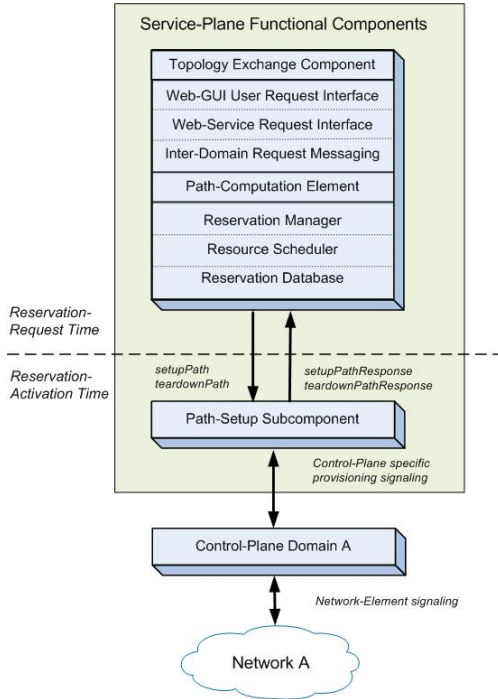 Service-Plane Functional Components
Topology Exchange Component
Web-GUI User Request Interface
Web-Service Request Interface
Inter-Domain Request Messaging
Path-Computation Element
Reservation Manager
Resource Scheduler
Reservation Database
Reservation-
Request Time
Reservation-
Activation Time
setupPath
teardownPath
setupPathResponse
teardownPathResponse
Path-Setup Subcomponent
Control-Plane specific
provisioning signaling
Control-Plane Domain A
Network-Element signaling
Network A